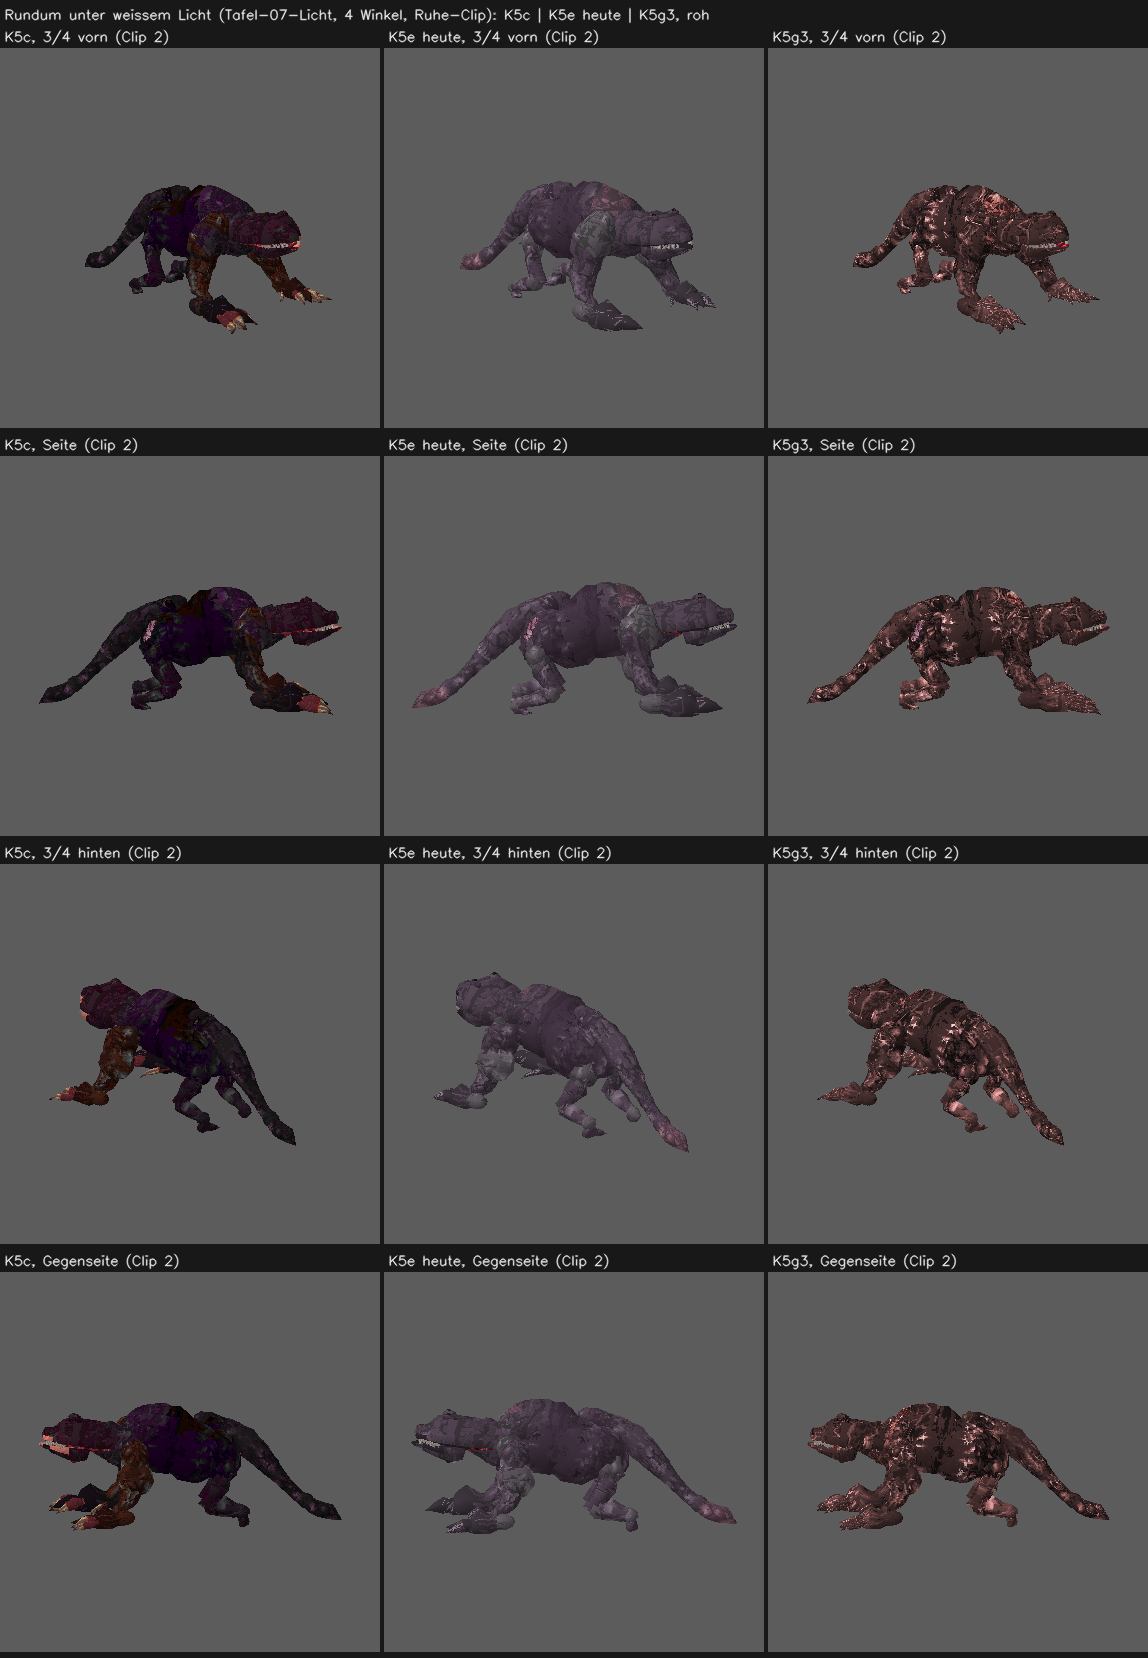 Rundum unter weissem Licht (Tafel-07-Licht, 4 Winkel, Ruhe-Clip): K5c | K5e heute | K5g3, roh
K5c, 3/4 vorn (Clip 2)
K5e heute, 3/4 vorn (Clip 2)
K5g3, 3/4 vorn (Clip 2)
K5c, Seite (Clip 2)
K5e heute, Seite (Clip 2)
K5g3, Seite (Clip 2)
K5c, 3/4 hinten (Clip 2)
K5e heute, 3/4 hinten (Clip 2)
K5g3, 3/4 hinten (Clip 2)
K5c, Gegenseite (Clip 2)
K5e heute, Gegenseite (Clip 2)
K5g3, Gegenseite (Clip 2)